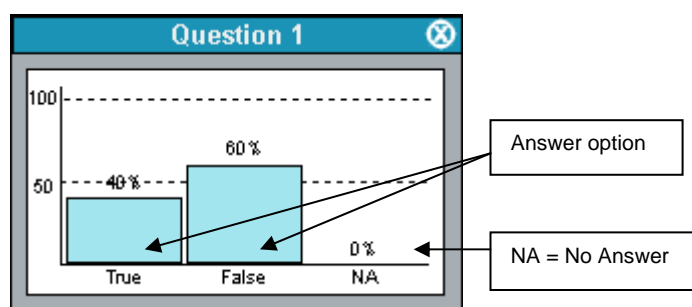 Question 1
100
60%
Answer option
50
40%
0%
NA = No Answer
True False NA